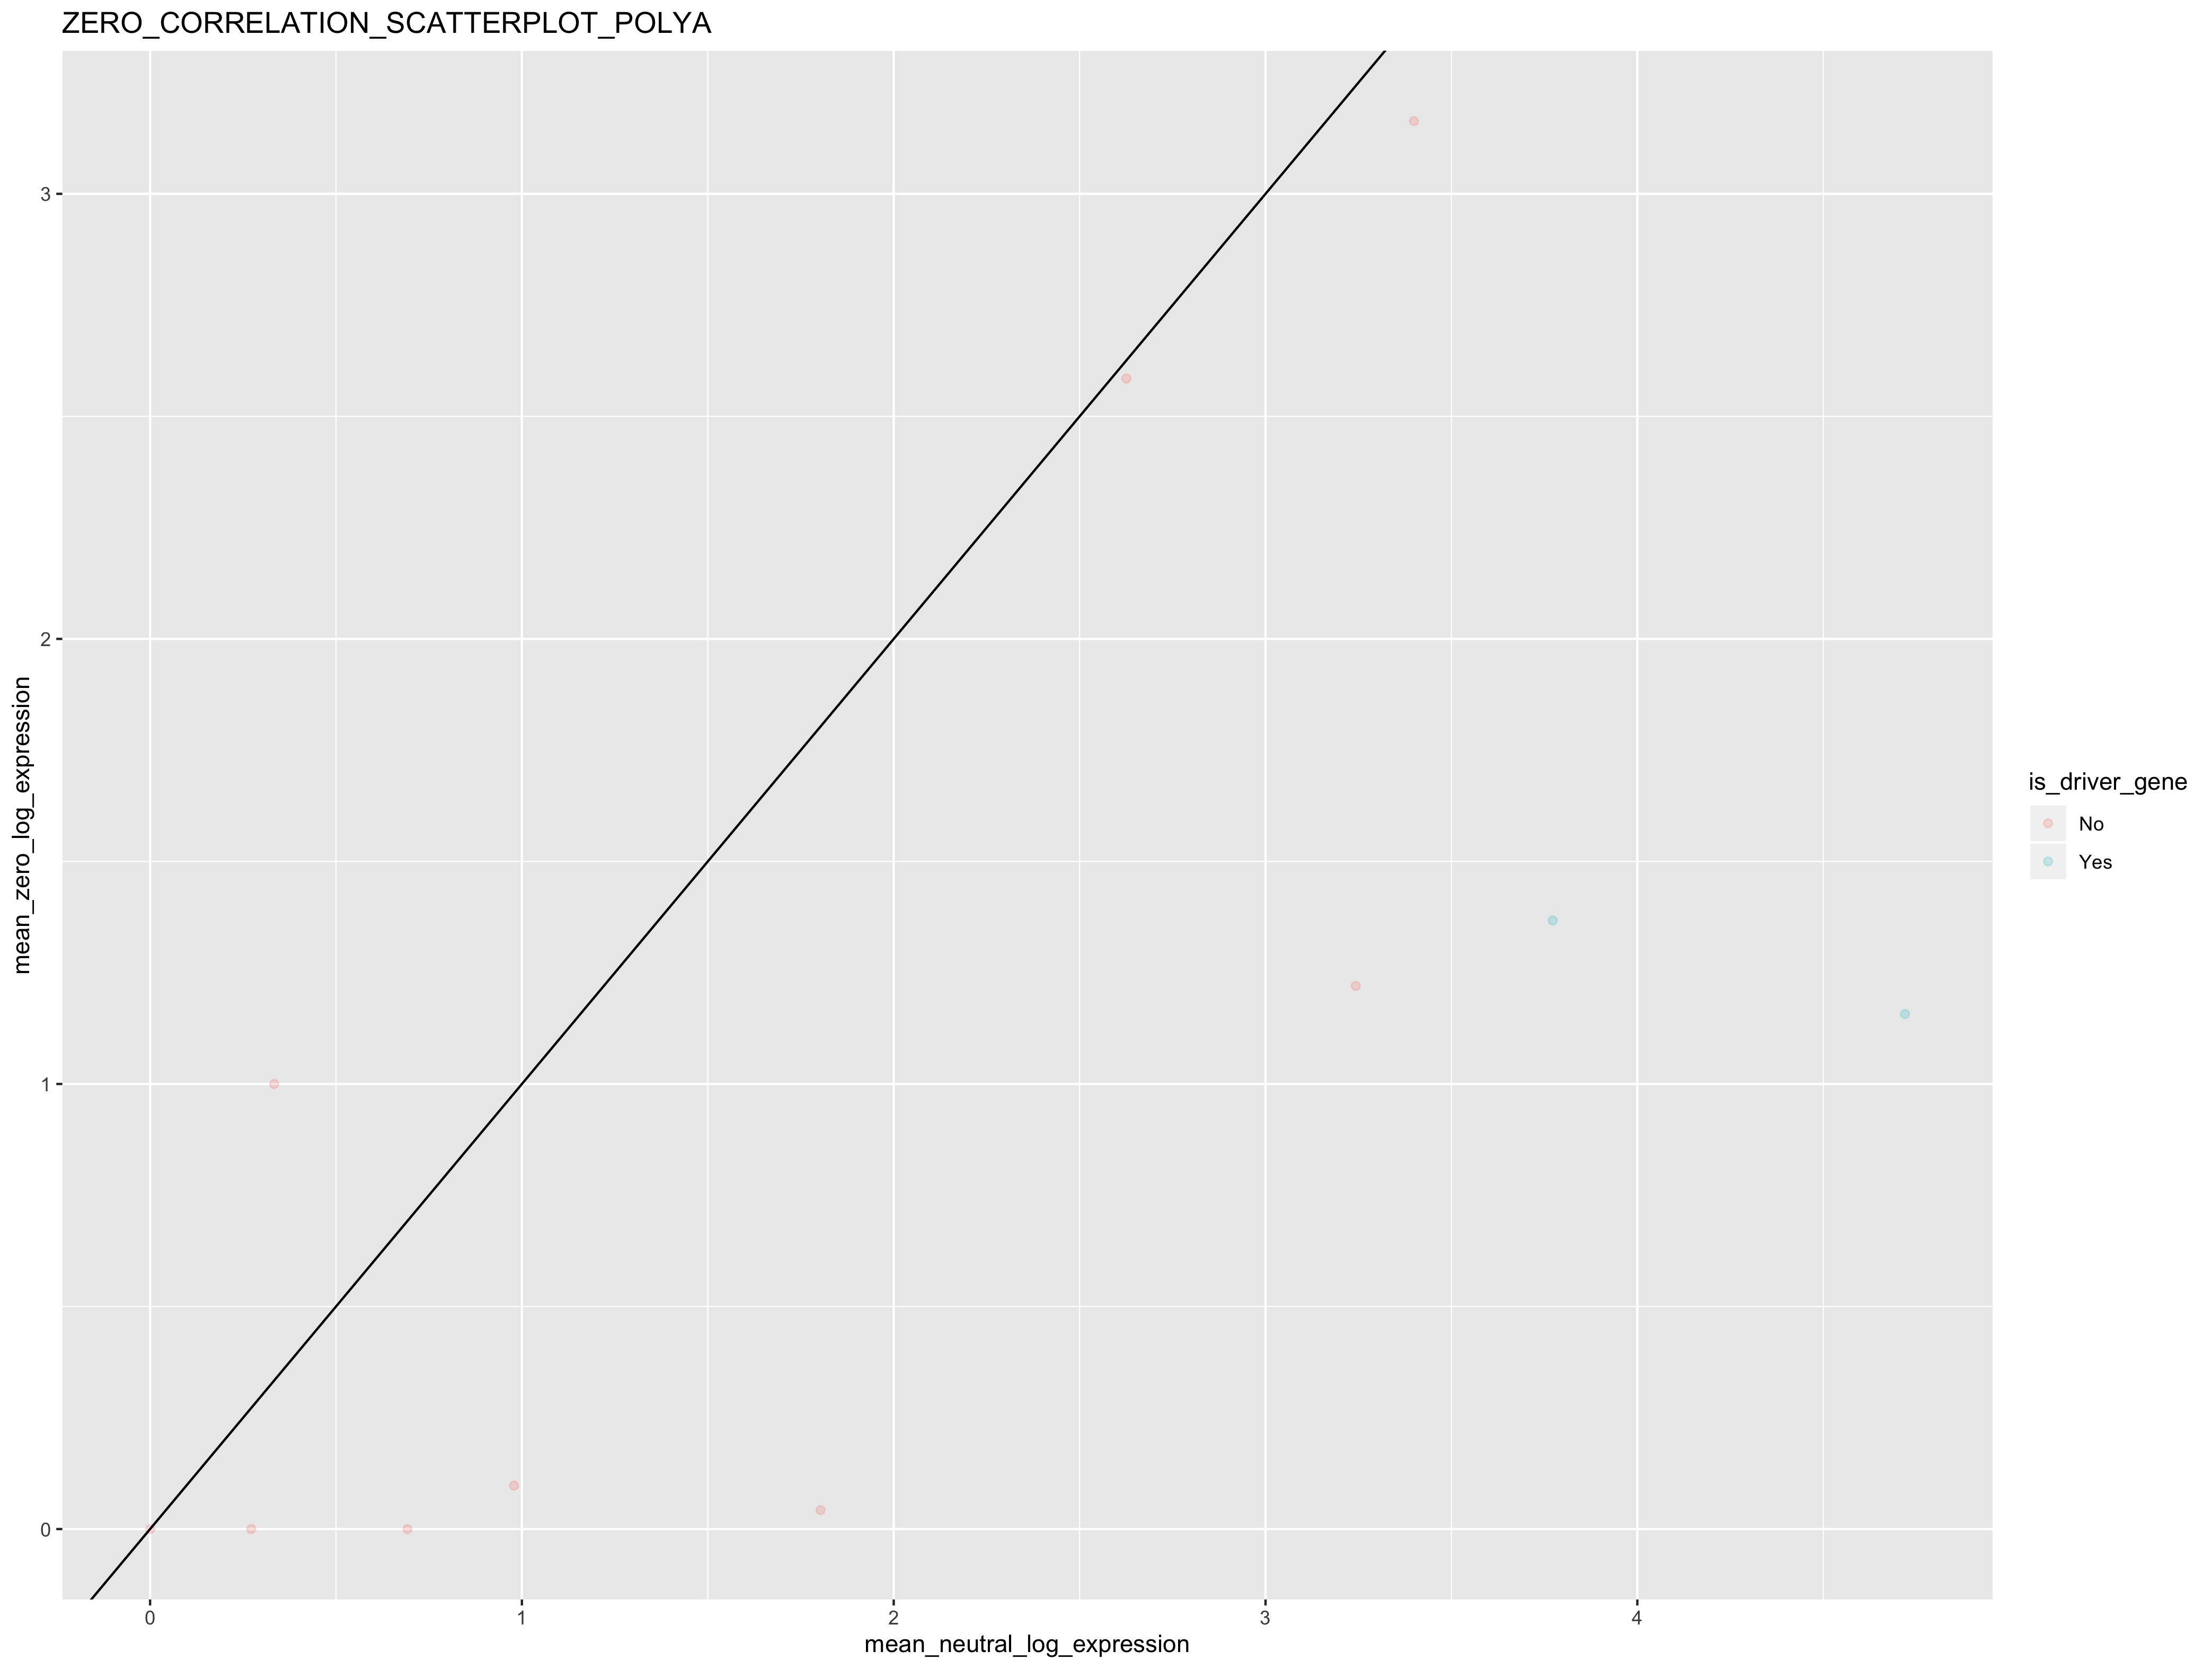 ZERO_CORRELATION_SCATTERPLOT_POLYA
mean_zero_log_expression
3
2
1
0
0 1 2 3 4
mean_neutral_log_expression
is_driver_gene
No
Yes